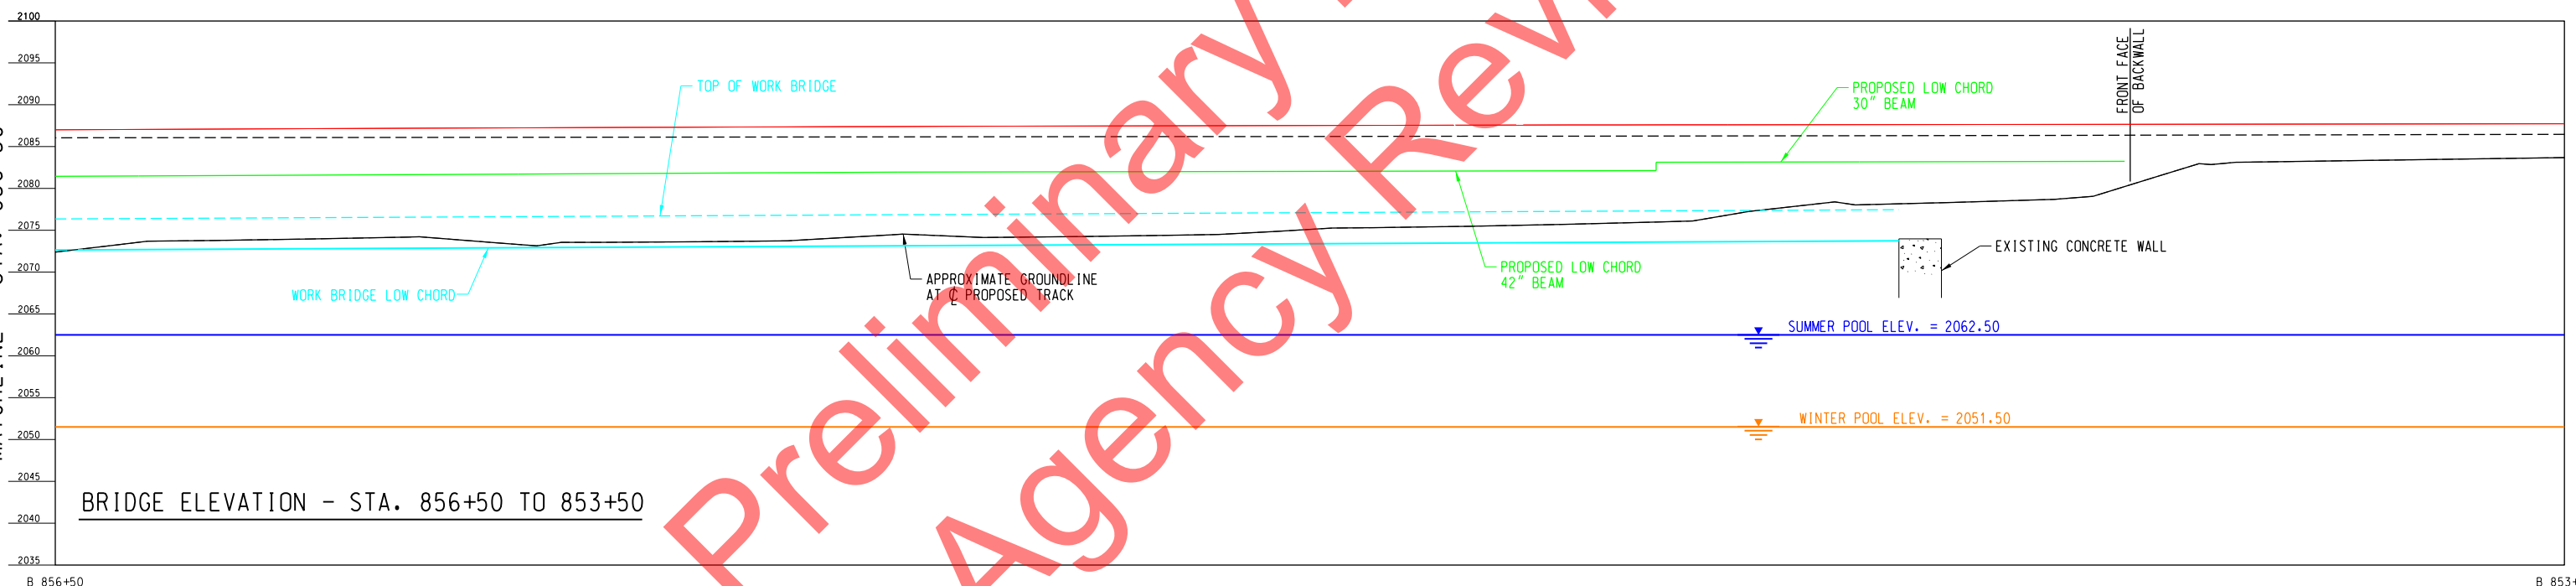 2100
2095
2090
2085
2080
2075
2070
2065
2060
2055
2050
2045
2040
2035
TOP OF WORK BRIDGE
PROPOSED LOW CHORD
30" BEAM
FRONT FACE
OF BACKWALL
WORK BRIDGE LOW CHORD
APPROXIMATE GROUNDLINE
AT ℄ PROPOSED TRACK
PROPOSED LOW CHORD
42" BEAM
EXISTING CONCRETE WALL
SUMMER POOL ELEV. = 2062.50
WINTER POOL ELEV. = 2051.50
BRIDGE ELEVATION - STA. 856+50 TO 853+50
B 856+50
B 853
Preliminary
Agency Revi